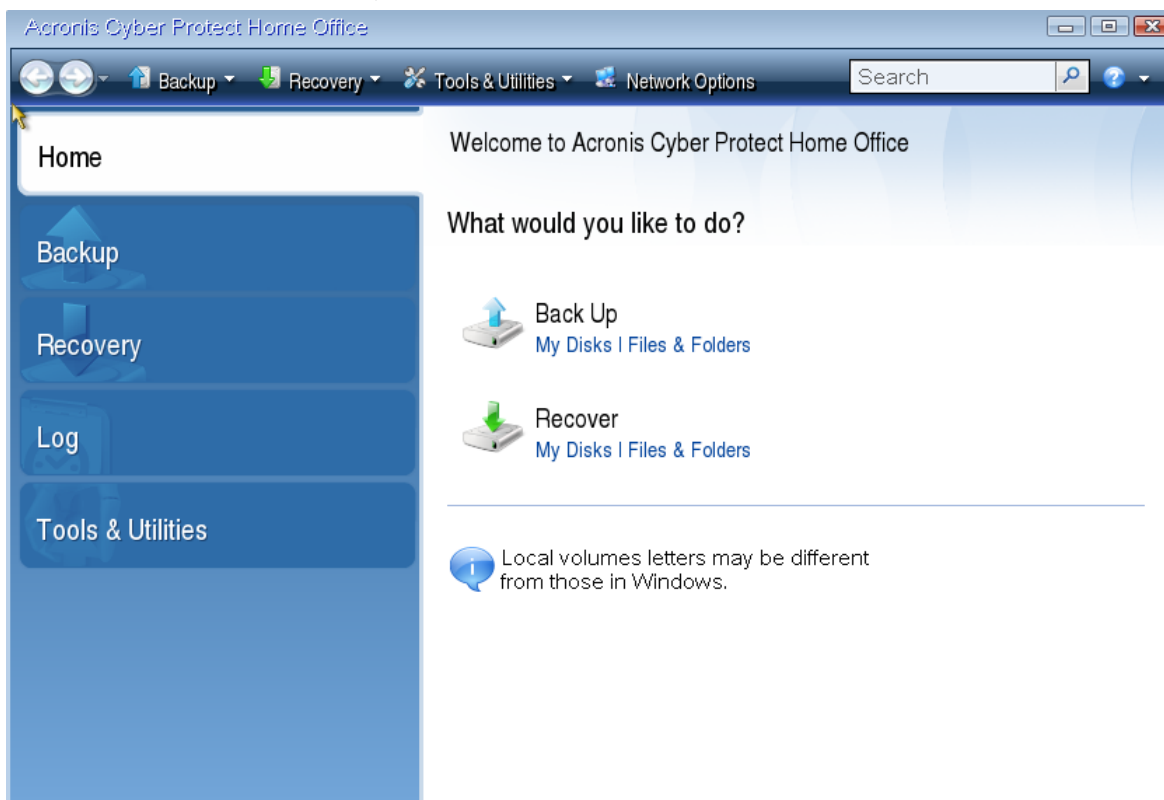 Acronis Cyber Protect Home Office
Backup Recovery Tools & Utilities Network Options Search
Home
Backup
Recovery
Log
Tools & Utilities
Welcome to Acronis Cyber Protect Home Office
What would you like to do?
Back Up
My Disks | Files & Folders
Recover
My Disks | Files & Folders
Local volumes letters may be different
from those in Windows.